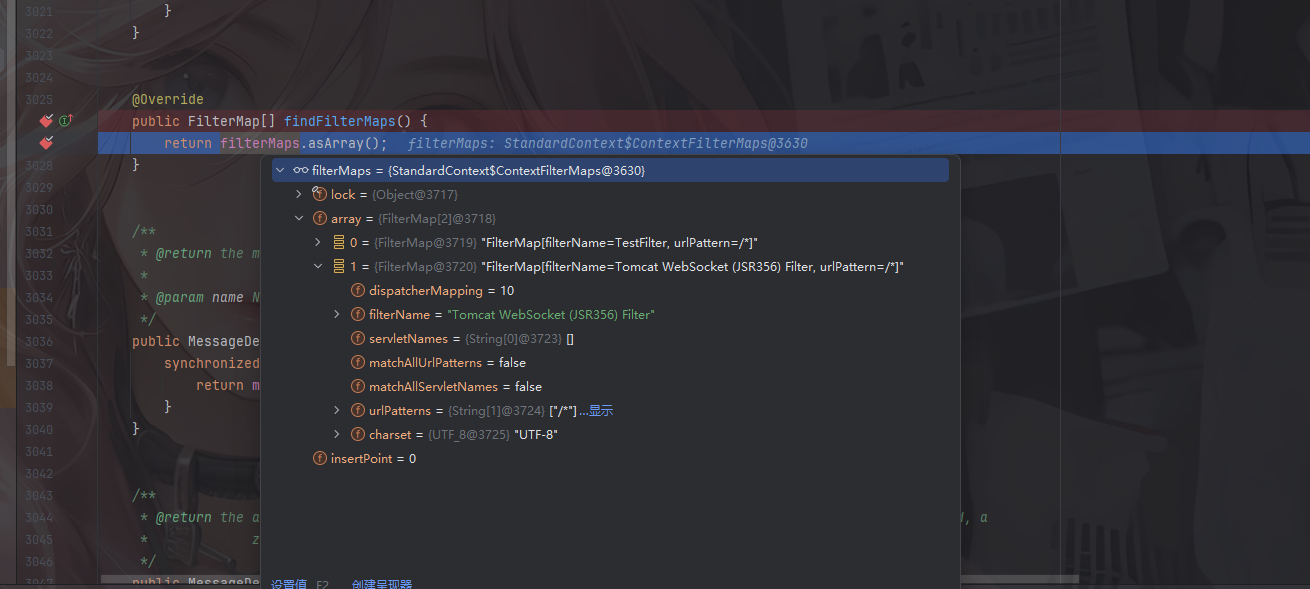 3021 }
3022 }
3023
3024
3025 @Override
public FilterMap[] findFilterMaps() {
return filterMaps.asArray(); filterMaps: StandardContext$ContextFilterMaps@3630
3028 }
filterMaps = {StandardContext$ContextFilterMaps@3630}
3029
lock = {Object@3717}
3030
array = {FilterMap[2]@3718}
3031 /**
0 = {FilterMap@3719} "FilterMap[filterName=TestFilter, urlPattern=/*]"
3032 * @return the m
1 = {FilterMap@3720} "FilterMap[filterName=Tomcat WebSocket (JSR356) Filter, urlPattern=/*]"
3033 *
dispatcherMapping = 10
3034 * @param name N
filterName = "Tomcat WebSocket (JSR356) Filter"
3035 */
servletNames = {String[0]@3723} []
3036 public MessageDe
matchAllUrlPatterns = false
3037 synchronized
matchAllServletNames = false
3038 return m
urlPatterns = {String[1]@3724} ["/*"]...显示
3039 }
charset = {UTF_8@3725} "UTF-8"
3040 }
insertPoint = 0
3041
3042
3043 /**
3044 * @return the a , a
3045 * z
3046 */
3047 public MessageDe
设置值 F2 创建呈现器